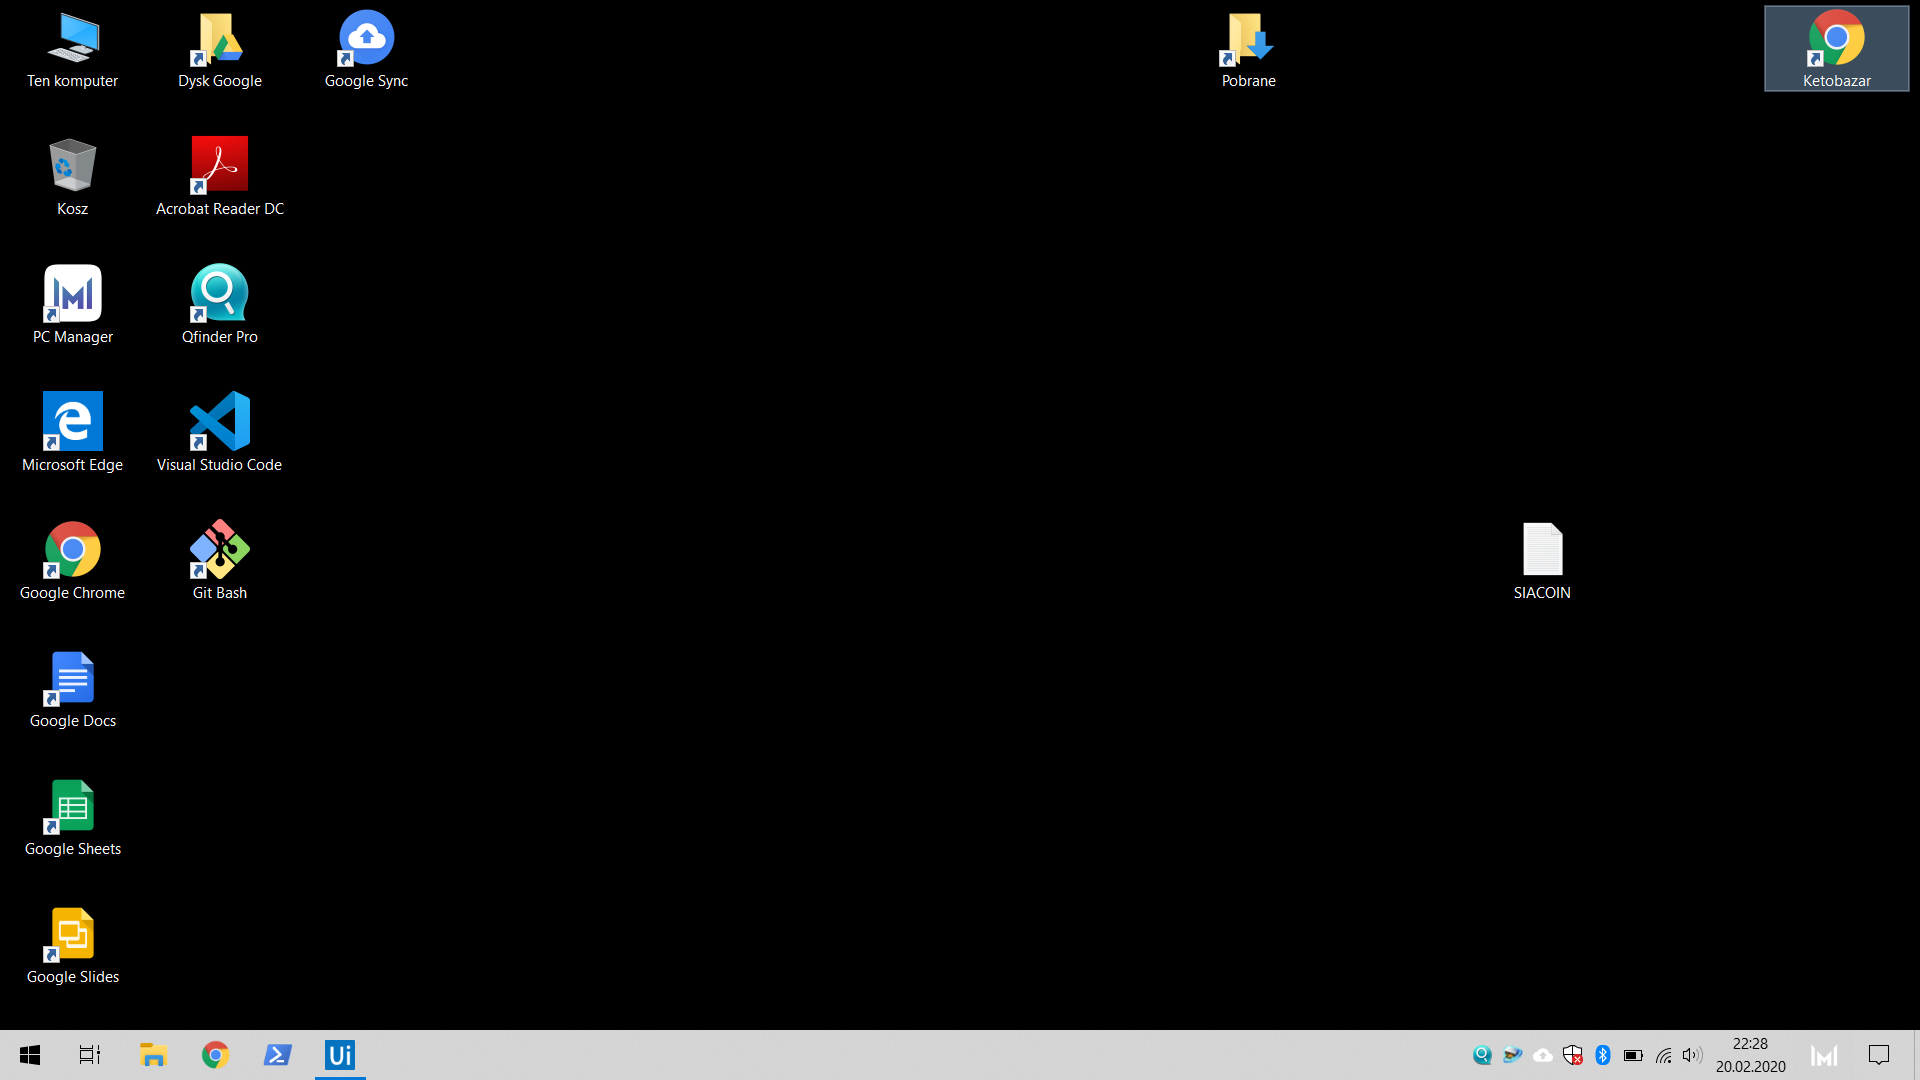 Ten komputer
Dysk Google
Google Sync
Pobrane
Ketobazar
Kosz
Acrobat Reader DC
PC Manager
Qfinder Pro
Microsoft Edge
Visual Studio Code
Google Chrome
Git Bash
SIACOIN
Google Docs
Google Sheets
Google Slides
Ui
22:28
20.02.2020